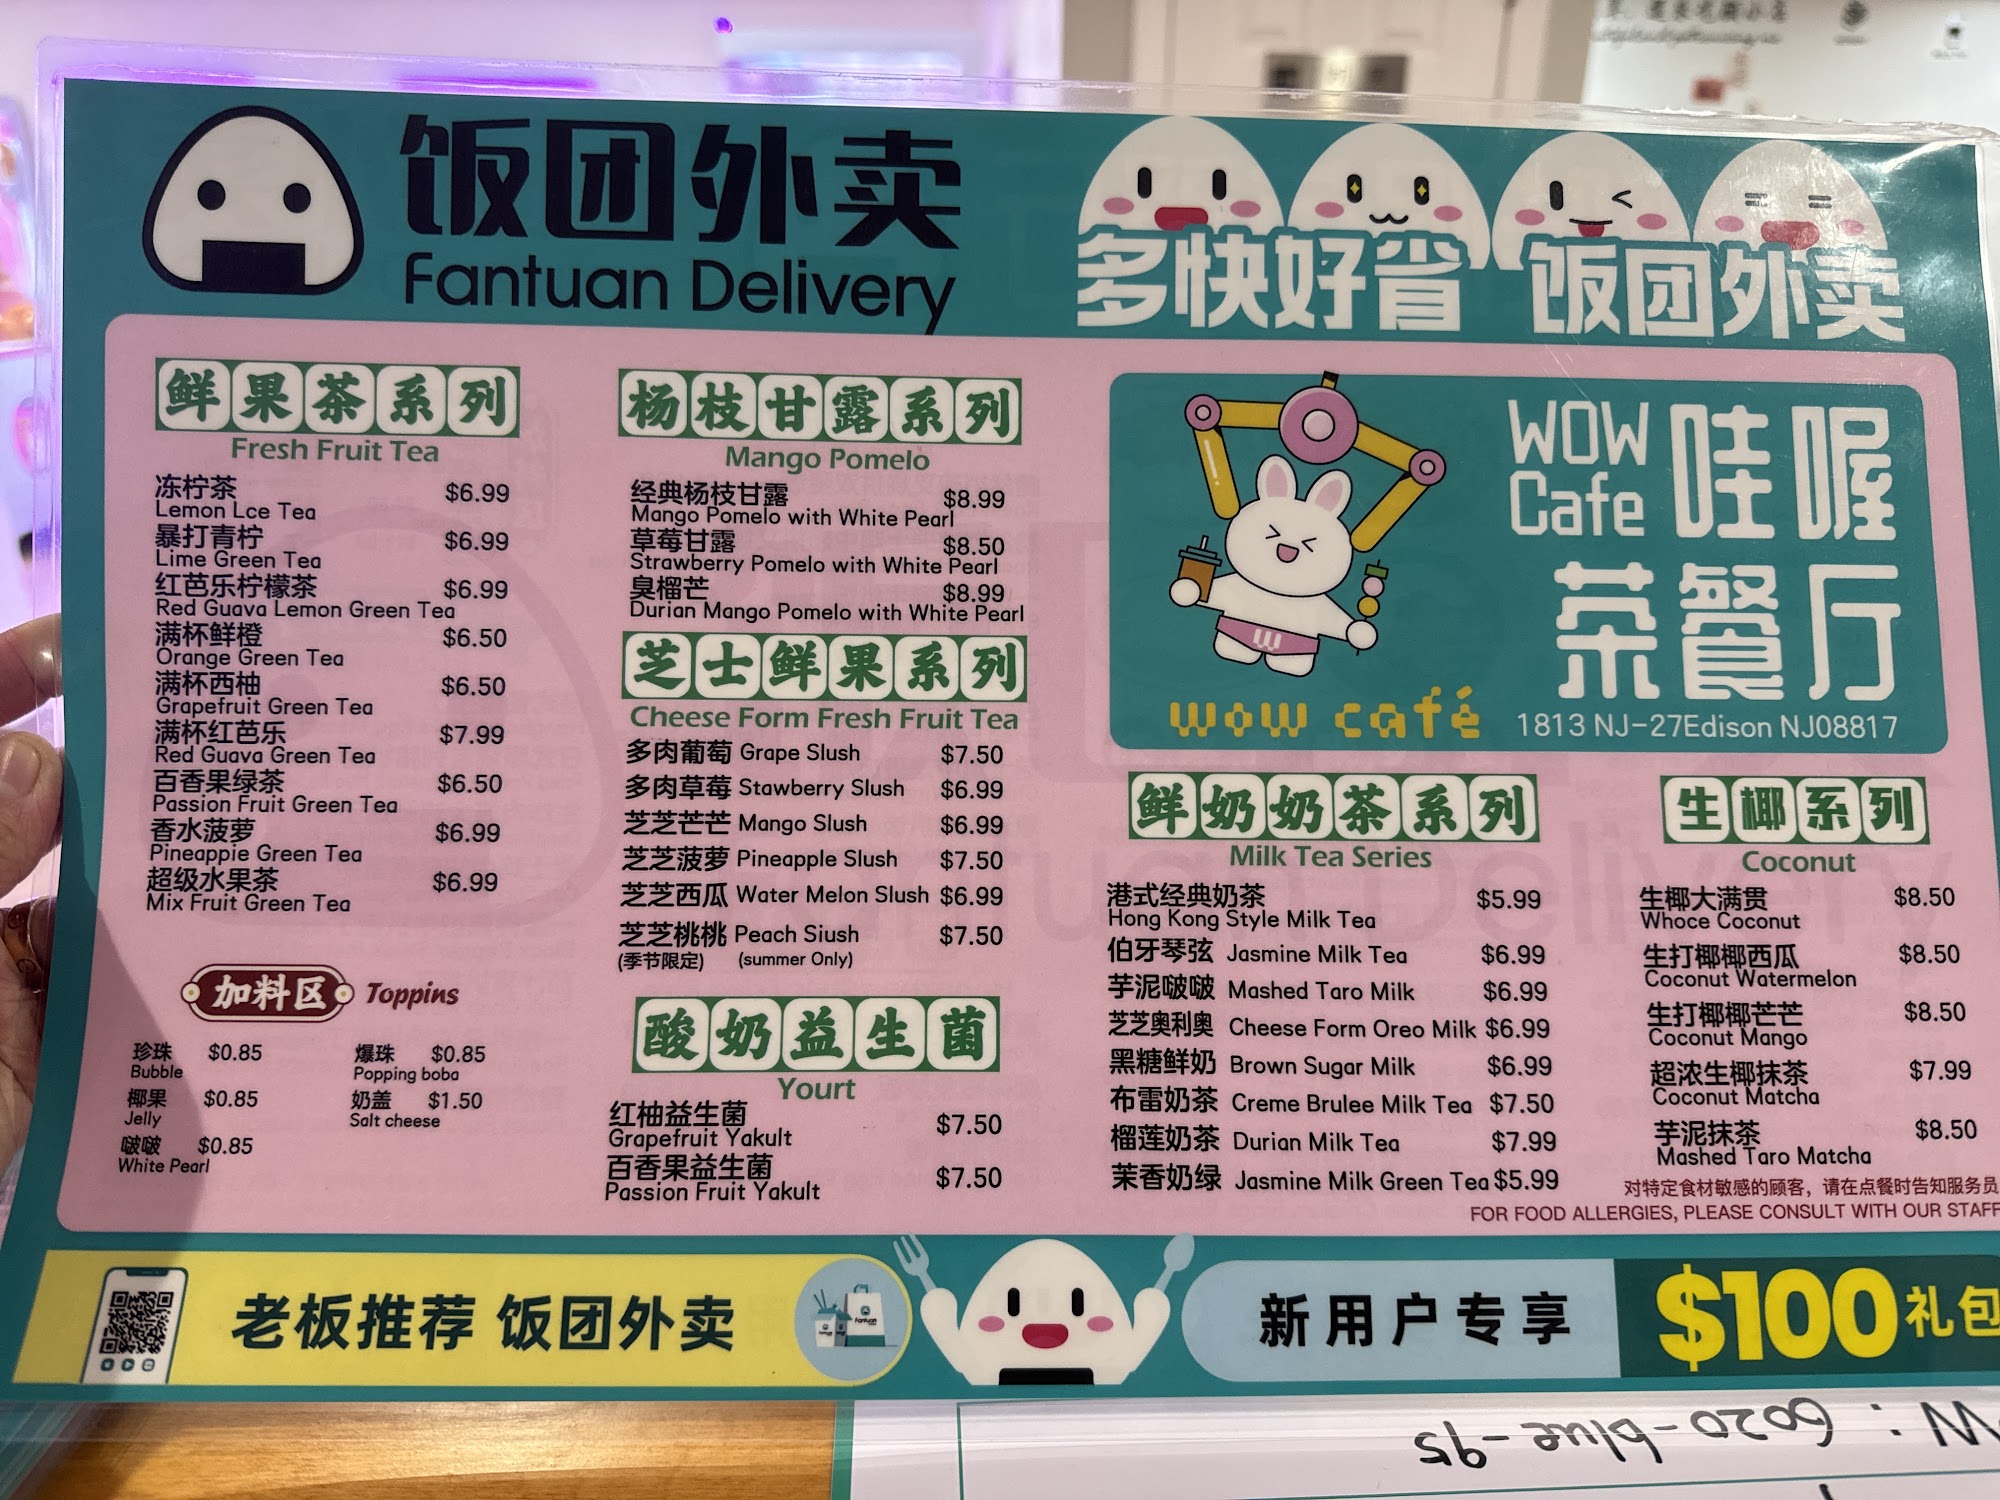 饭团外卖
Fantuan Delivery
多快好省 饭团外卖
鲜果茶系列
Fresh Fruit Tea
冻柠茶 $6.99
Lemon Lce Tea
暴打青柠 $6.99
Lime Green Tea
红芭乐柠檬茶 $6.99
Red Guava Lemon Green Tea
满杯鲜橙 $6.50
Orange Green Tea
满杯西柚 $6.50
Grapefruit Green Tea
满杯红芭乐 $7.99
Red Guava Green Tea
百香果绿茶 $6.50
Passion Fruit Green Tea
香水菠萝 $6.99
Pineappie Green Tea
超级水果茶 $6.99
Mix Fruit Green Tea
加料区 Toppins
珍珠 $0.85
Bubble
爆珠 $0.85
Popping boba
椰果 $0.85
Jelly
奶盖 $1.50
Salt cheese
啵啵 $0.85
White Pearl
杨枝甘露系列
Mango Pomelo
经典杨枝甘露 $8.99
Mango Pomelo with White Pearl
草莓甘露 $8.50
Strawberry Pomelo with White Pearl
臭榴芒 $8.99
Durian Mango Pomelo with White Pearl
芝士鲜果系列
Cheese Form Fresh Fruit Tea
多肉葡萄 Grape Slush $7.50
多肉草莓 Stawberry Slush $6.99
芝芝芒芒 Mango Slush $6.99
芝芝菠萝 Pineapple Slush $7.50
芝芝西瓜 Water Melon Slush $6.99
芝芝桃桃 Peach Siush $7.50
(季节限定) (summer Only)
酸奶益生菌
Yourt
红柚益生菌 $7.50
Grapefruit Yakult
百香果益生菌 $7.50
Passion Fruit Yakult
WOW Cafe 哇喔
茶餐厅
wow café
1813 NJ-27Edison NJ08817
鲜奶奶茶系列
Milk Tea Series
港式经典奶茶 $5.99
Hong Kong Style Milk Tea
伯牙琴弦 Jasmine Milk Tea $6.99
芋泥啵啵 Mashed Taro Milk $6.99
芝芝奥利奥 Cheese Form Oreo Milk $6.99
黑糖鲜奶 Brown Sugar Milk $6.99
布雷奶茶 Creme Brulee Milk Tea $7.50
榴莲奶茶 Durian Milk Tea $7.99
茉香奶绿 Jasmine Milk Green Tea $5.99
生椰系列
Coconut
生椰大满贯 $8.50
Whoce Coconut
生打椰椰西瓜 $8.50
Coconut Watermelon
生打椰椰芒芒 $8.50
Coconut Mango
超浓生椰抹茶 $7.99
Coconut Matcha
芋泥抹茶 $8.50
Mashed Taro Matcha
对特定食材敏感的顾客，请在点餐时告知服务员
FOR FOOD ALLERGIES, PLEASE CONSULT WITH OUR STAFF
老板推荐 饭团外卖
新用户专享
$100礼包
6020-blue-95